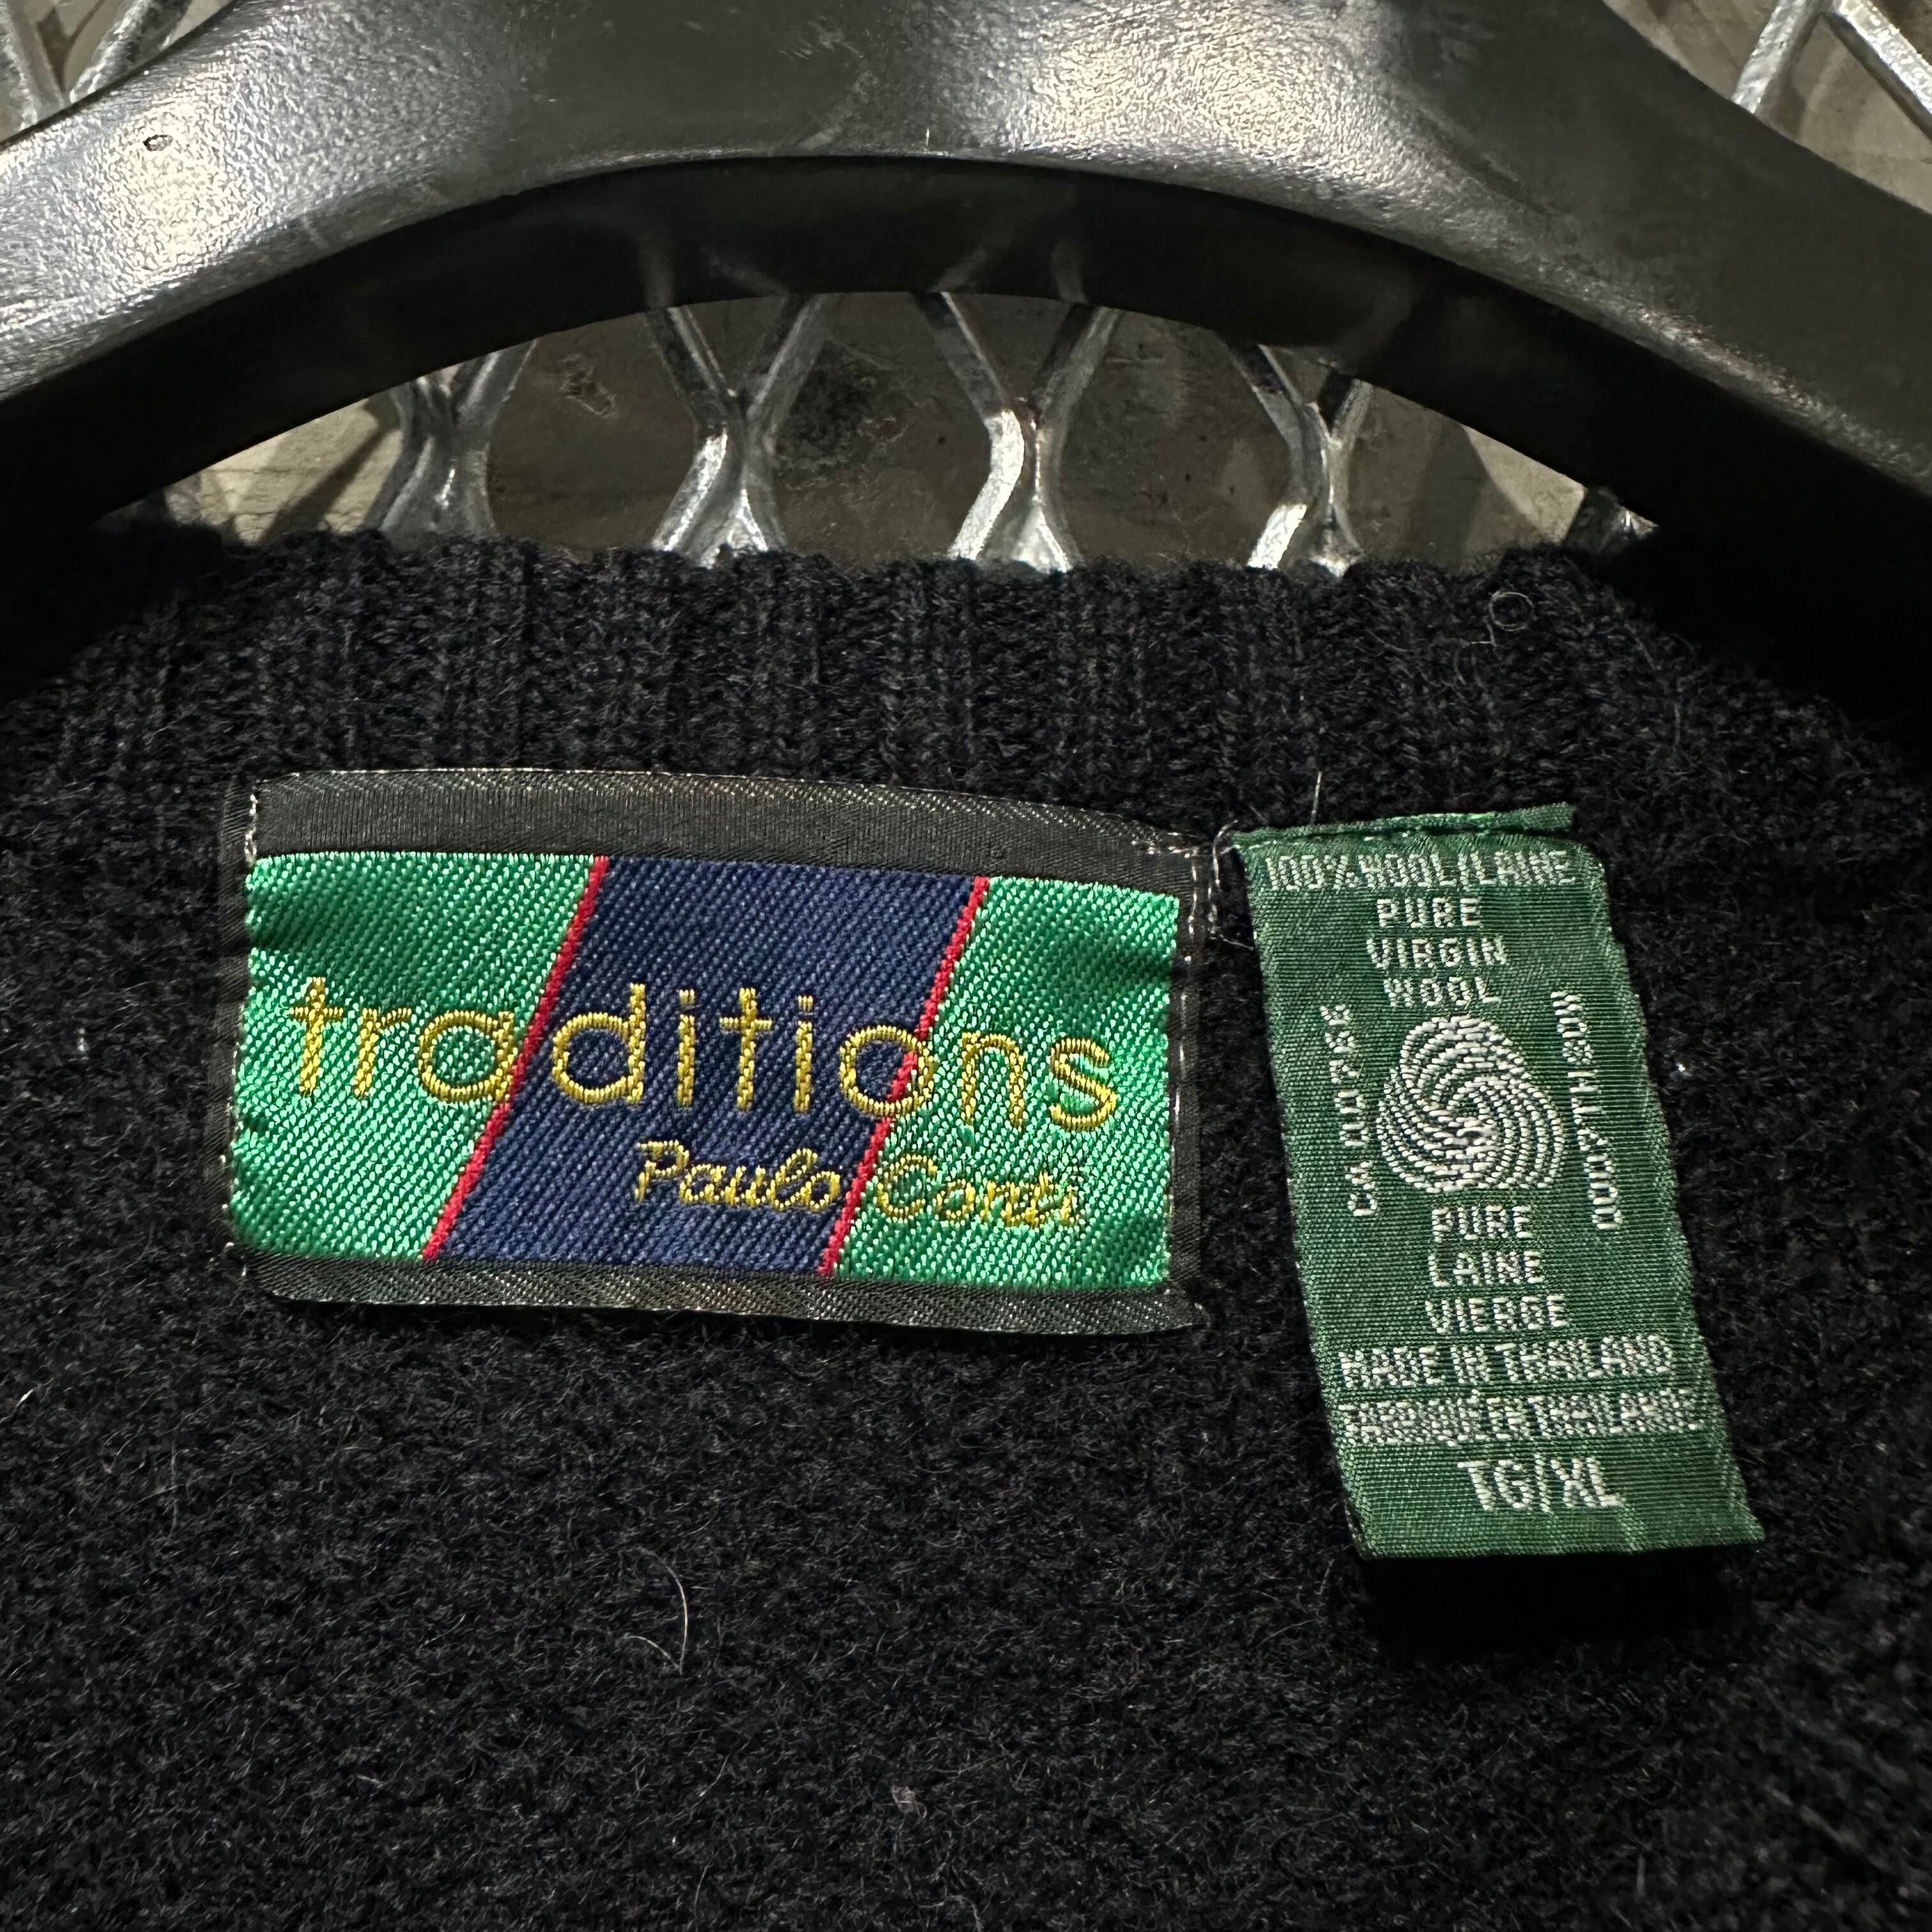 traditions
Paulo Conti
100% WOOL/LAINE
PURE
VIRGIN
WOOL
PURE
LAINE
VIERGE
MADE IN THAILAND
FABRIQUÉ EN THAILANDE
TG/XL